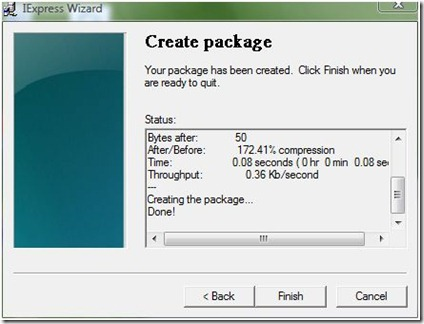 IExpress Wizard
Create package
Your package has been created. Click Finish when you
are ready to quit.
Status:
Bytes after: 50
After/Before: 172.41% compression
Time: 0.08 seconds ( 0 hr 0 min 0.08 se
Throughput: 0.36 Kb/second
---
Creating the package...
Done!
< Back
Finish
Cancel